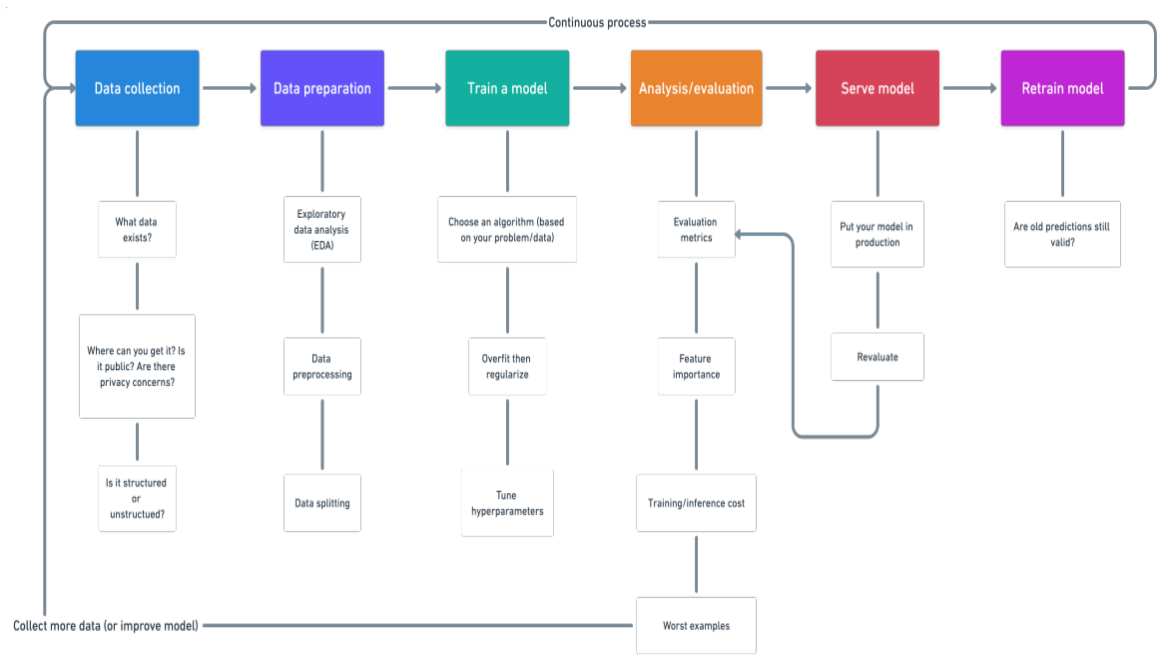 Continuous process
Data collection
Data preparation
Train a model
Analysis/evaluation
Serve model
Retrain model
What data
exists?
Where can you get it? Is
it public? Are there
privacy concerns?
Is it structured
or
unstructued?
Exploratory
data analysis
(EDA)
Data
preprocessing
Data splitting
Choose an algorithm (based
on your problem/data)
Overfit then
regularize
Tune
hyperparameters
Evaluation
metrics
Feature
importance
Training/inference cost
Worst examples
Put your model in
production
Revaluate
Are old predictions still
valid?
Collect more data (or improve model)